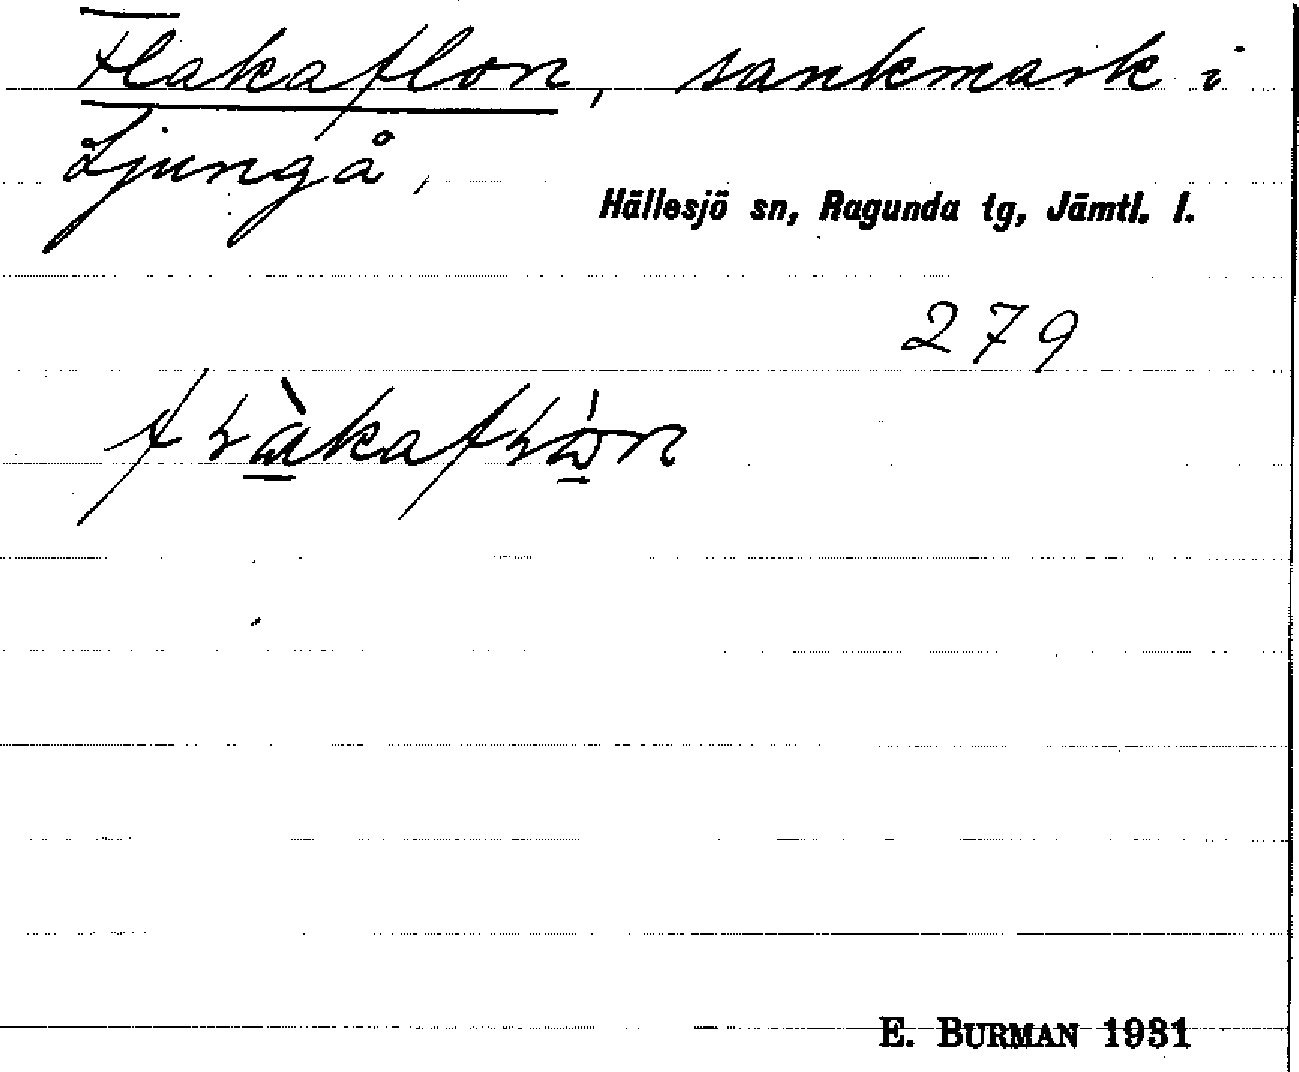 Flakaflon, sankmark i
Ljungå,
Hällesjö sn, Ragunda tg, Jämtl. l.
279
E. BURMAN 1931